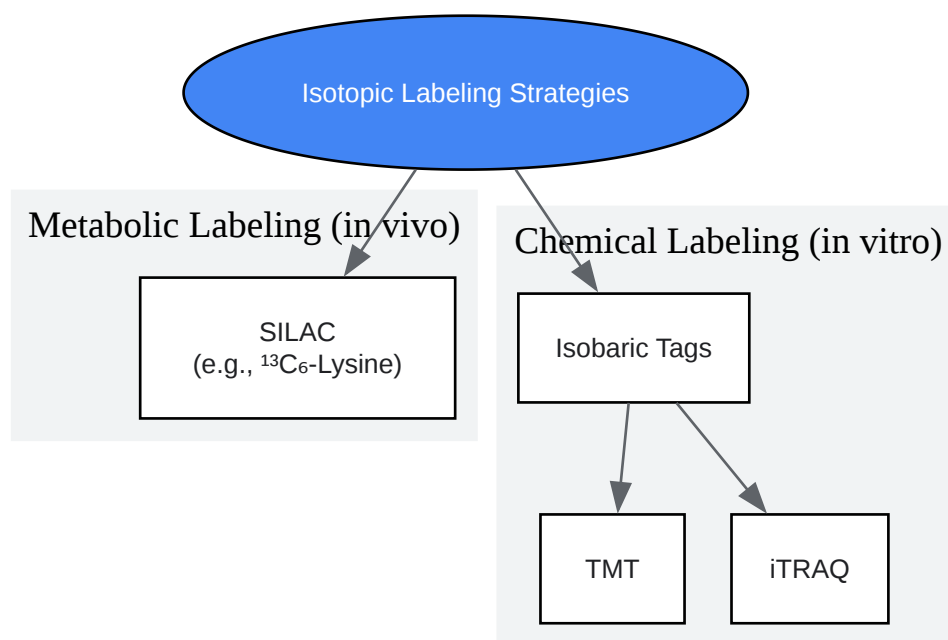 Isotopic Labeling Strategies
Metabolic Labeling (in vivo)
SILAC
(e.g., ¹³C₆-Lysine)
Chemical Labeling (in vitro)
Isobaric Tags
TMT
iTRAQ